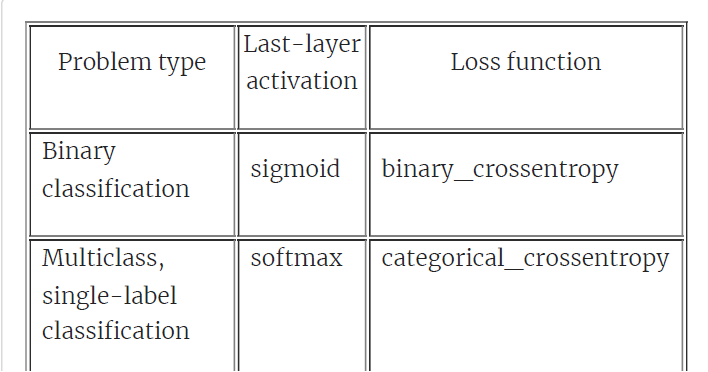 Problem type
Last-layer
activation
Loss function
Binary
classification
sigmoid
binary_crossentropy
Multiclass,
single-label
classification
softmax
categorical_crossentropy